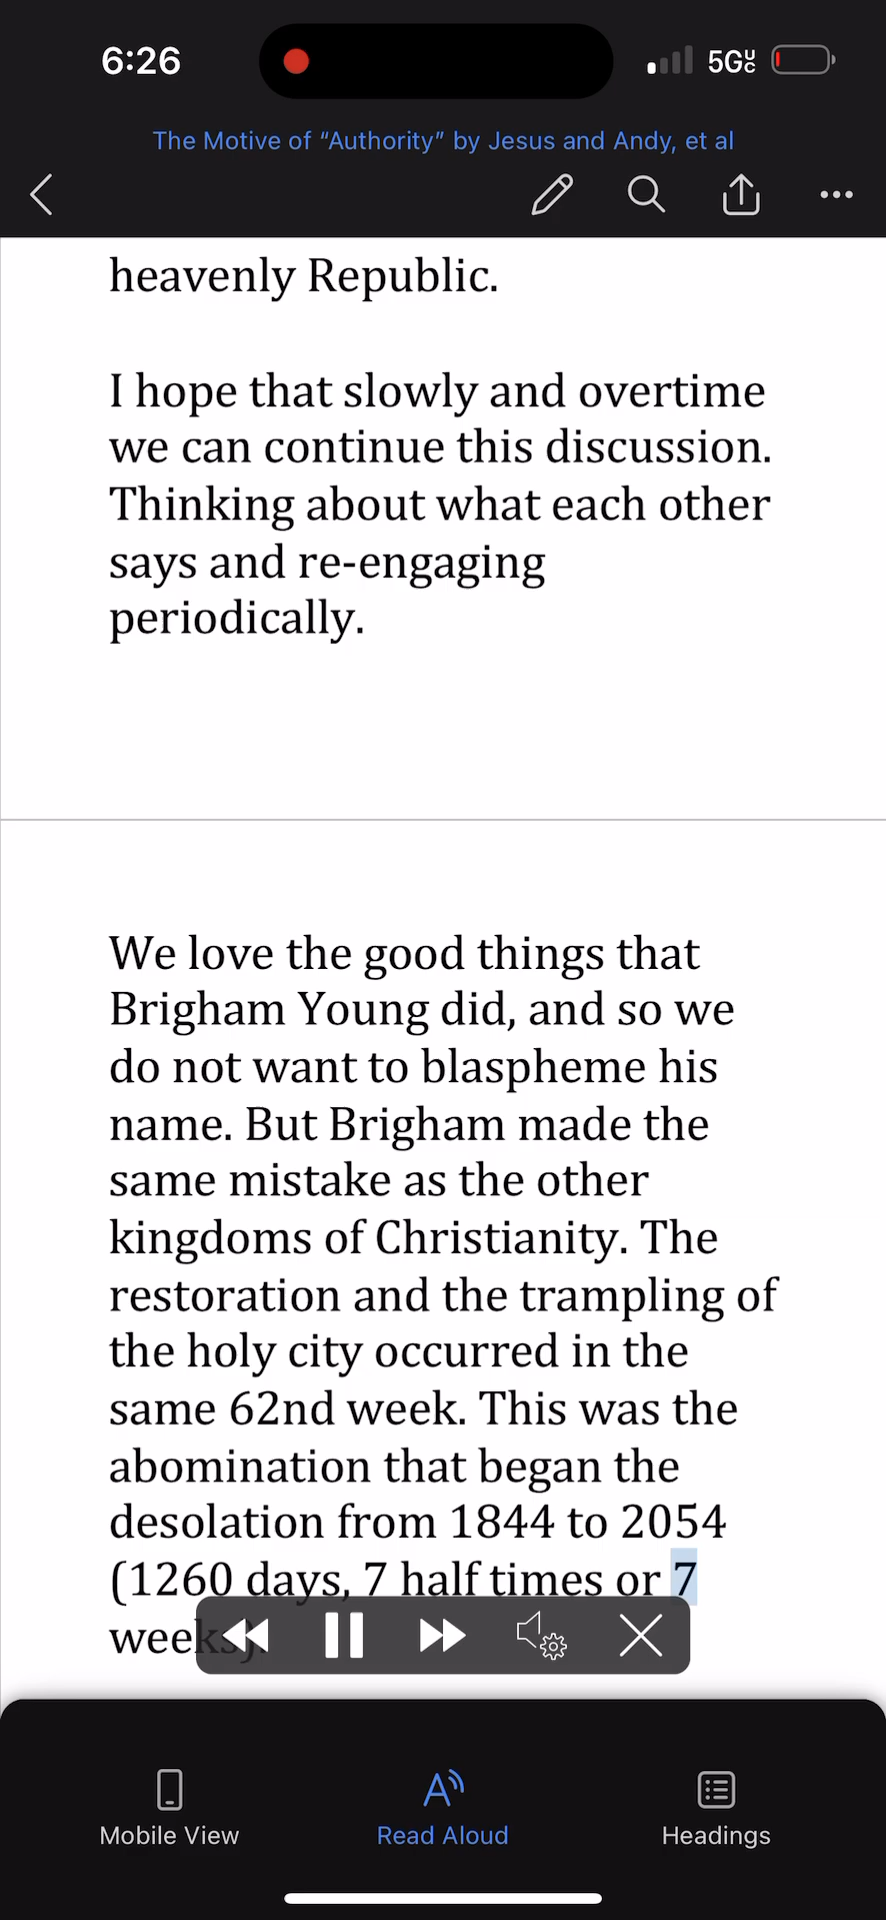 6:26
5G
The Motive of “Authority” by Jesus and Andy, et al
heavenly Republic.
I hope that slowly and overtime
we can continue this discussion.
Thinking about what each other
says and re-engaging
periodically.
We love the good things that
Brigham Young did, and so we
do not want to blaspheme his
name. But Brigham made the
same mistake as the other
kingdoms of Christianity. The
restoration and the trampling of
the holy city occurred in the
same 62nd week. This was the
abomination that began the
desolation from 1844 to 2054
(1260 days, 7 half times or 7
weeks).
Mobile View
Read Aloud
Headings